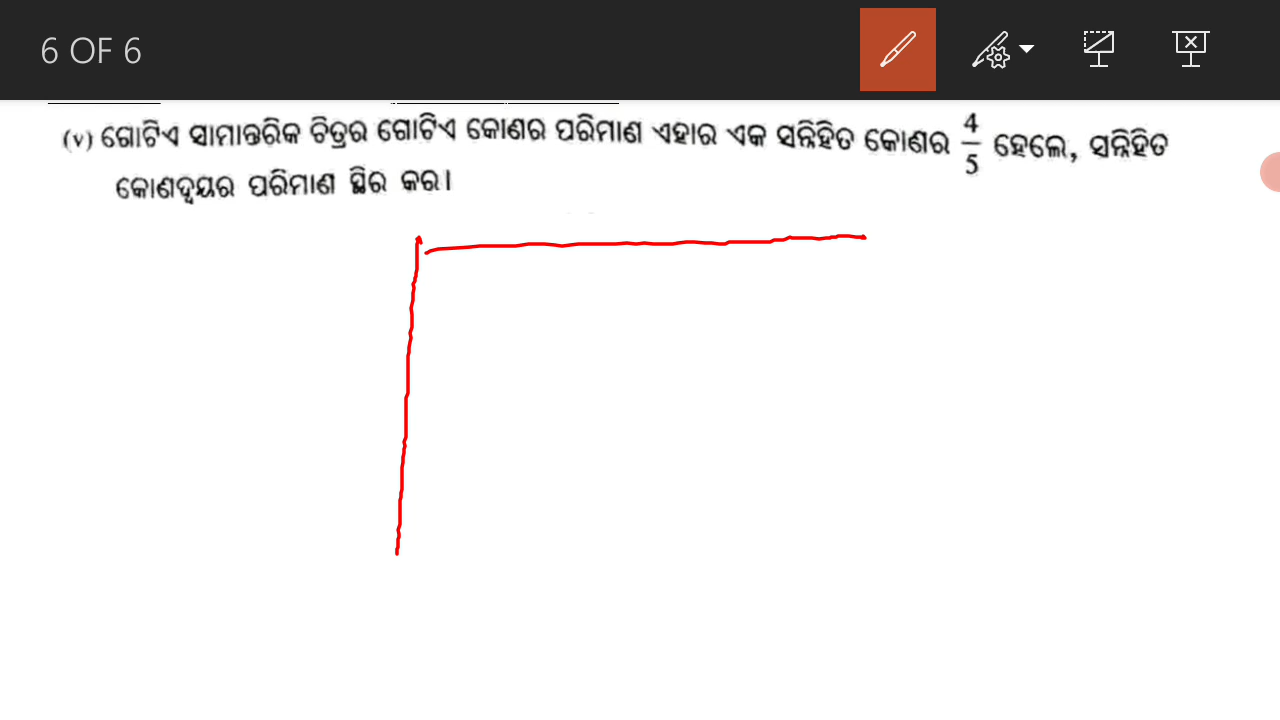 6 OF 6
(v) ଗୋଟିଏ ସାମାନ୍ତରିକ ଚିତ୍ରର ଗୋଟିଏ କୋଣର ପରିମାଣ ଏହାର ଏକ ସନ୍ନିହିତ କୋଣର 4/5 ହେଲେ, ସନ୍ନିହିତ
କୋଣଦ୍ୱୟର ପରିମାଣ ସ୍ଥିର କର।